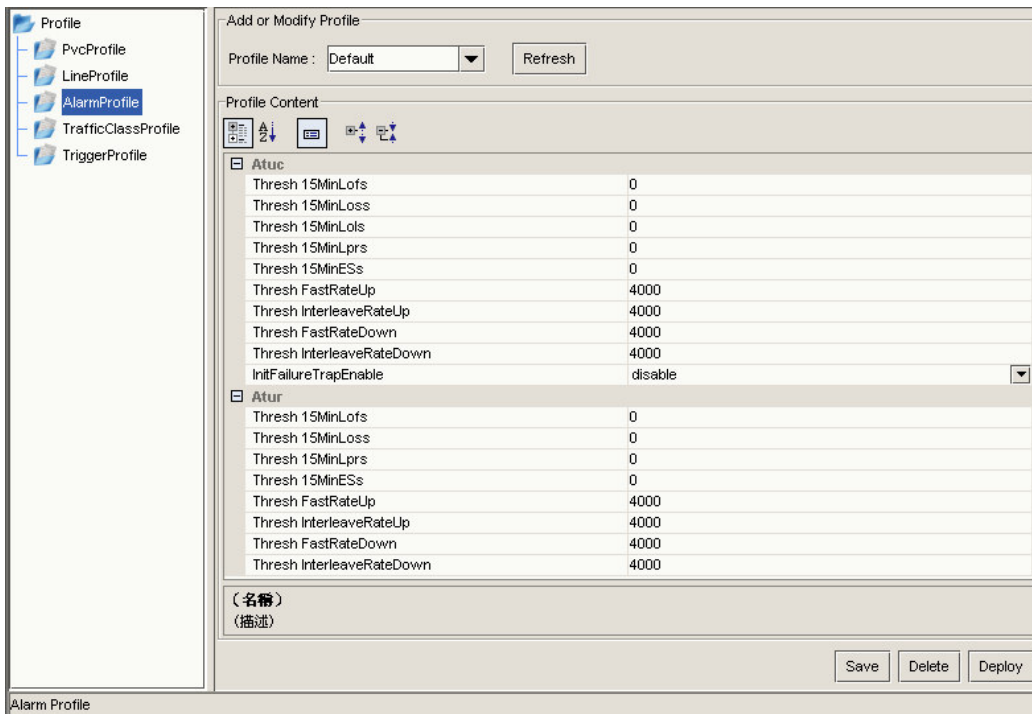 Profile
PvcProfile
LineProfile
AlarmProfile
TrafficClassProfile
TriggerProfile
Add or Modify Profile
Profile Name : Default
Refresh
Profile Content
Atuc
Thresh 15MinLofs 0
Thresh 15MinLoss 0
Thresh 15MinLols 0
Thresh 15MinLprs 0
Thresh 15MinESs 0
Thresh FastRateUp 4000
Thresh InterleaveRateUp 4000
Thresh FastRateDown 4000
Thresh InterleaveRateDown 4000
InitFailureTrapEnable disable
Atur
Thresh 15MinLofs 0
Thresh 15MinLoss 0
Thresh 15MinLprs 0
Thresh 15MinESs 0
Thresh FastRateUp 4000
Thresh InterleaveRateUp 4000
Thresh FastRateDown 4000
Thresh InterleaveRateDown 4000
(名稱)
(描述)
Save Delete Deploy
Alarm Profile